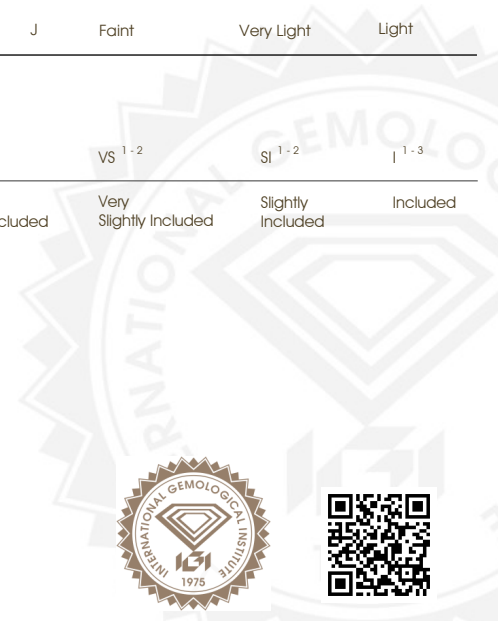 J Faint Very Light Light
VS 1 - 2 SI 1 - 2 I 1 - 3
Very Slightly Included
cluded Slightly Included Included
INTERNATIONAL GEMOLOGICAL INSTITUTE
IGI
1975